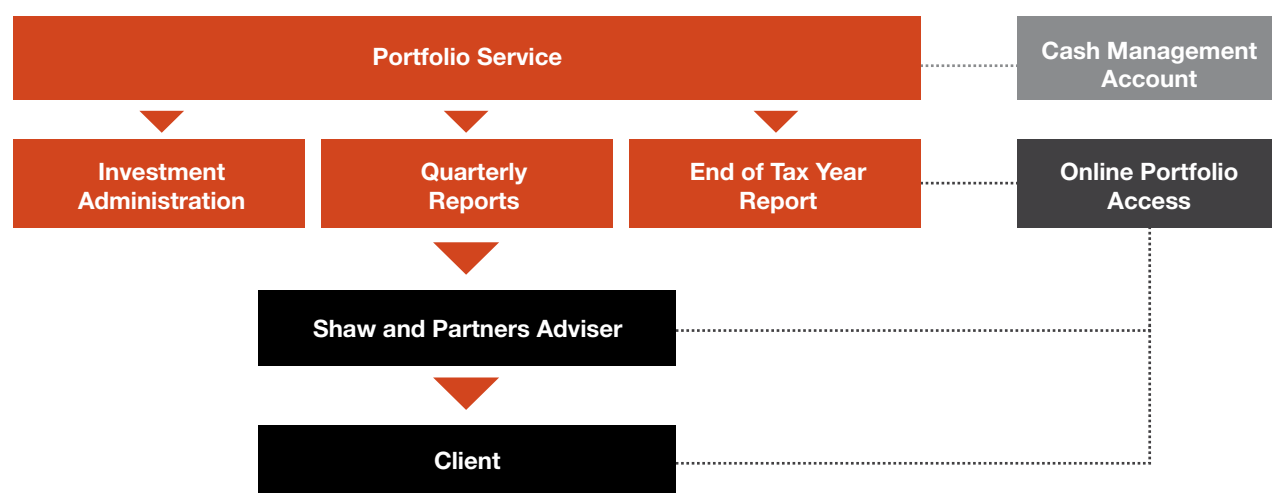 Portfolio Service
Cash Management
Account
Investment
Administration
Quarterly
Reports
End of Tax Year
Report
Online Portfolio
Access
Shaw and Partners Adviser
Client